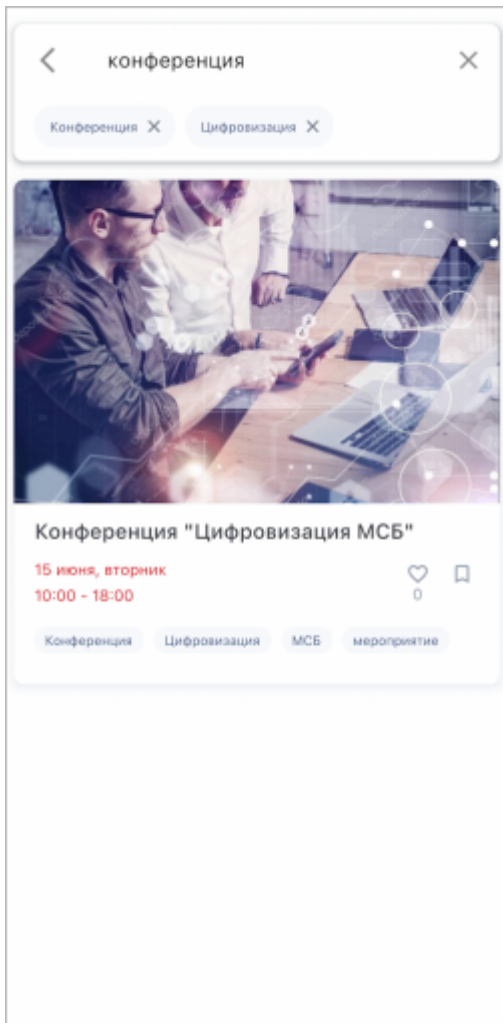 конференция
Конференция
Цифровизация
Конференция "Цифровизация МСБ"
15 июня, вторник
10:00 - 18:00
0
Конференция Цифровизация МСБ мероприятие